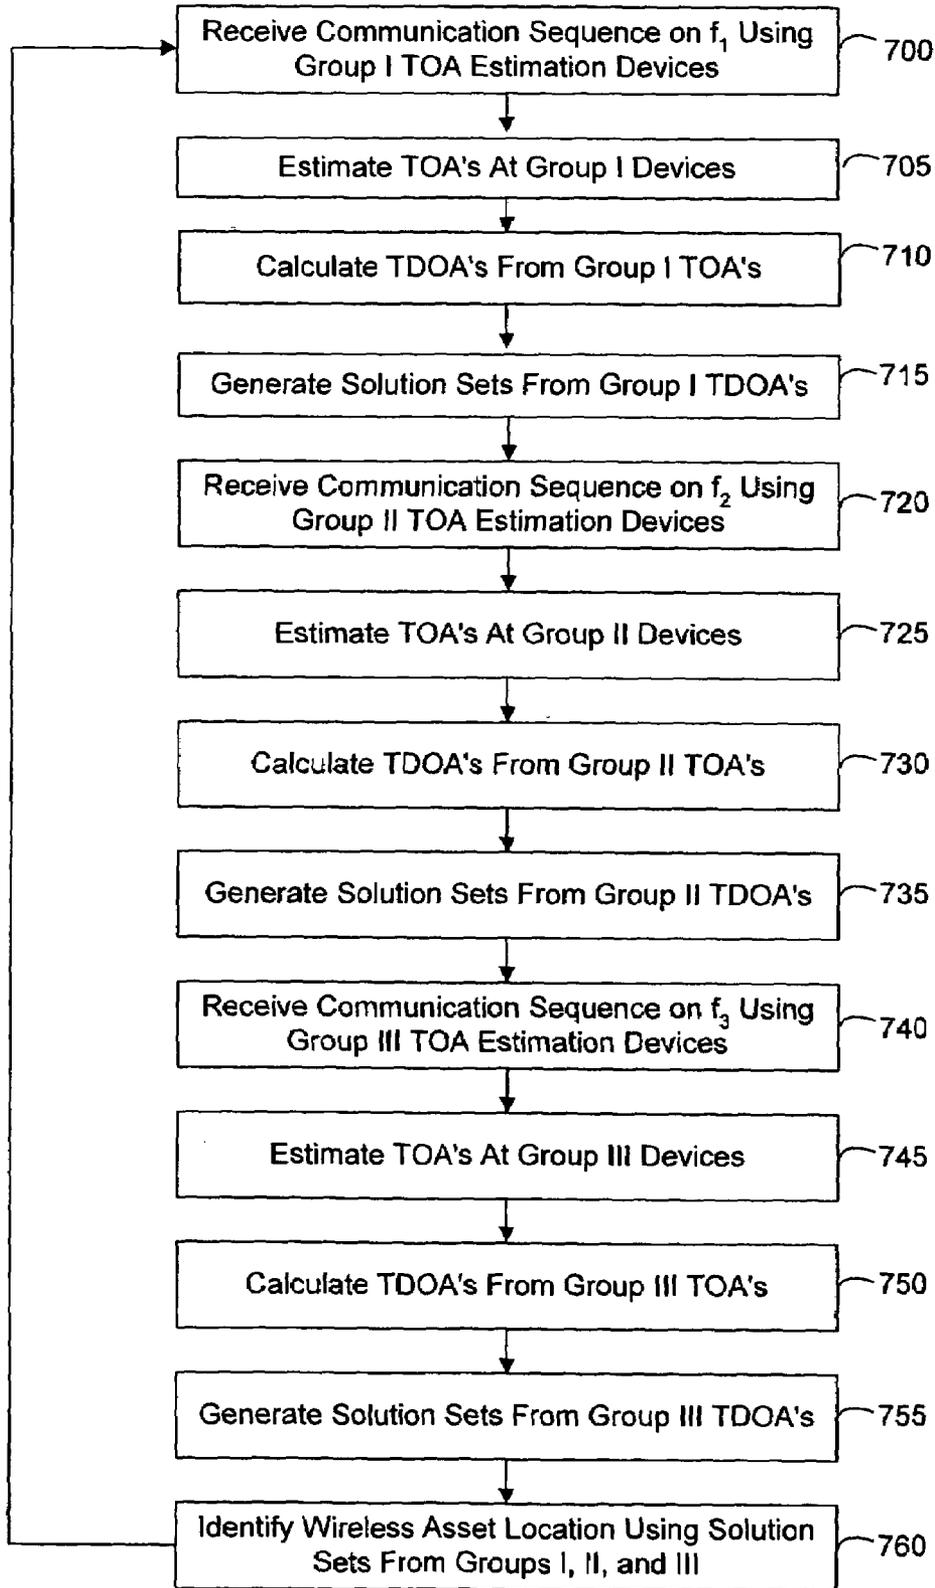 Receive Communication Sequence on f1 Using
Group I TOA Estimation Devices
700
Estimate TOA's At Group I Devices
705
Calculate TDOA's From Group I TOA's
710
Generate Solution Sets From Group I TDOA's
715
Receive Communication Sequence on f2 Using
Group II TOA Estimation Devices
720
Estimate TOA's At Group II Devices
725
Calculate TDOA's From Group II TOA's
730
Generate Solution Sets From Group II TDOA's
735
Receive Communication Sequence on f3 Using
Group III TOA Estimation Devices
740
Estimate TOA's At Group III Devices
745
Calculate TDOA's From Group III TOA's
750
Generate Solution Sets From Group III TDOA's
755
Identify Wireless Asset Location Using Solution
Sets From Groups I, II, and III
760